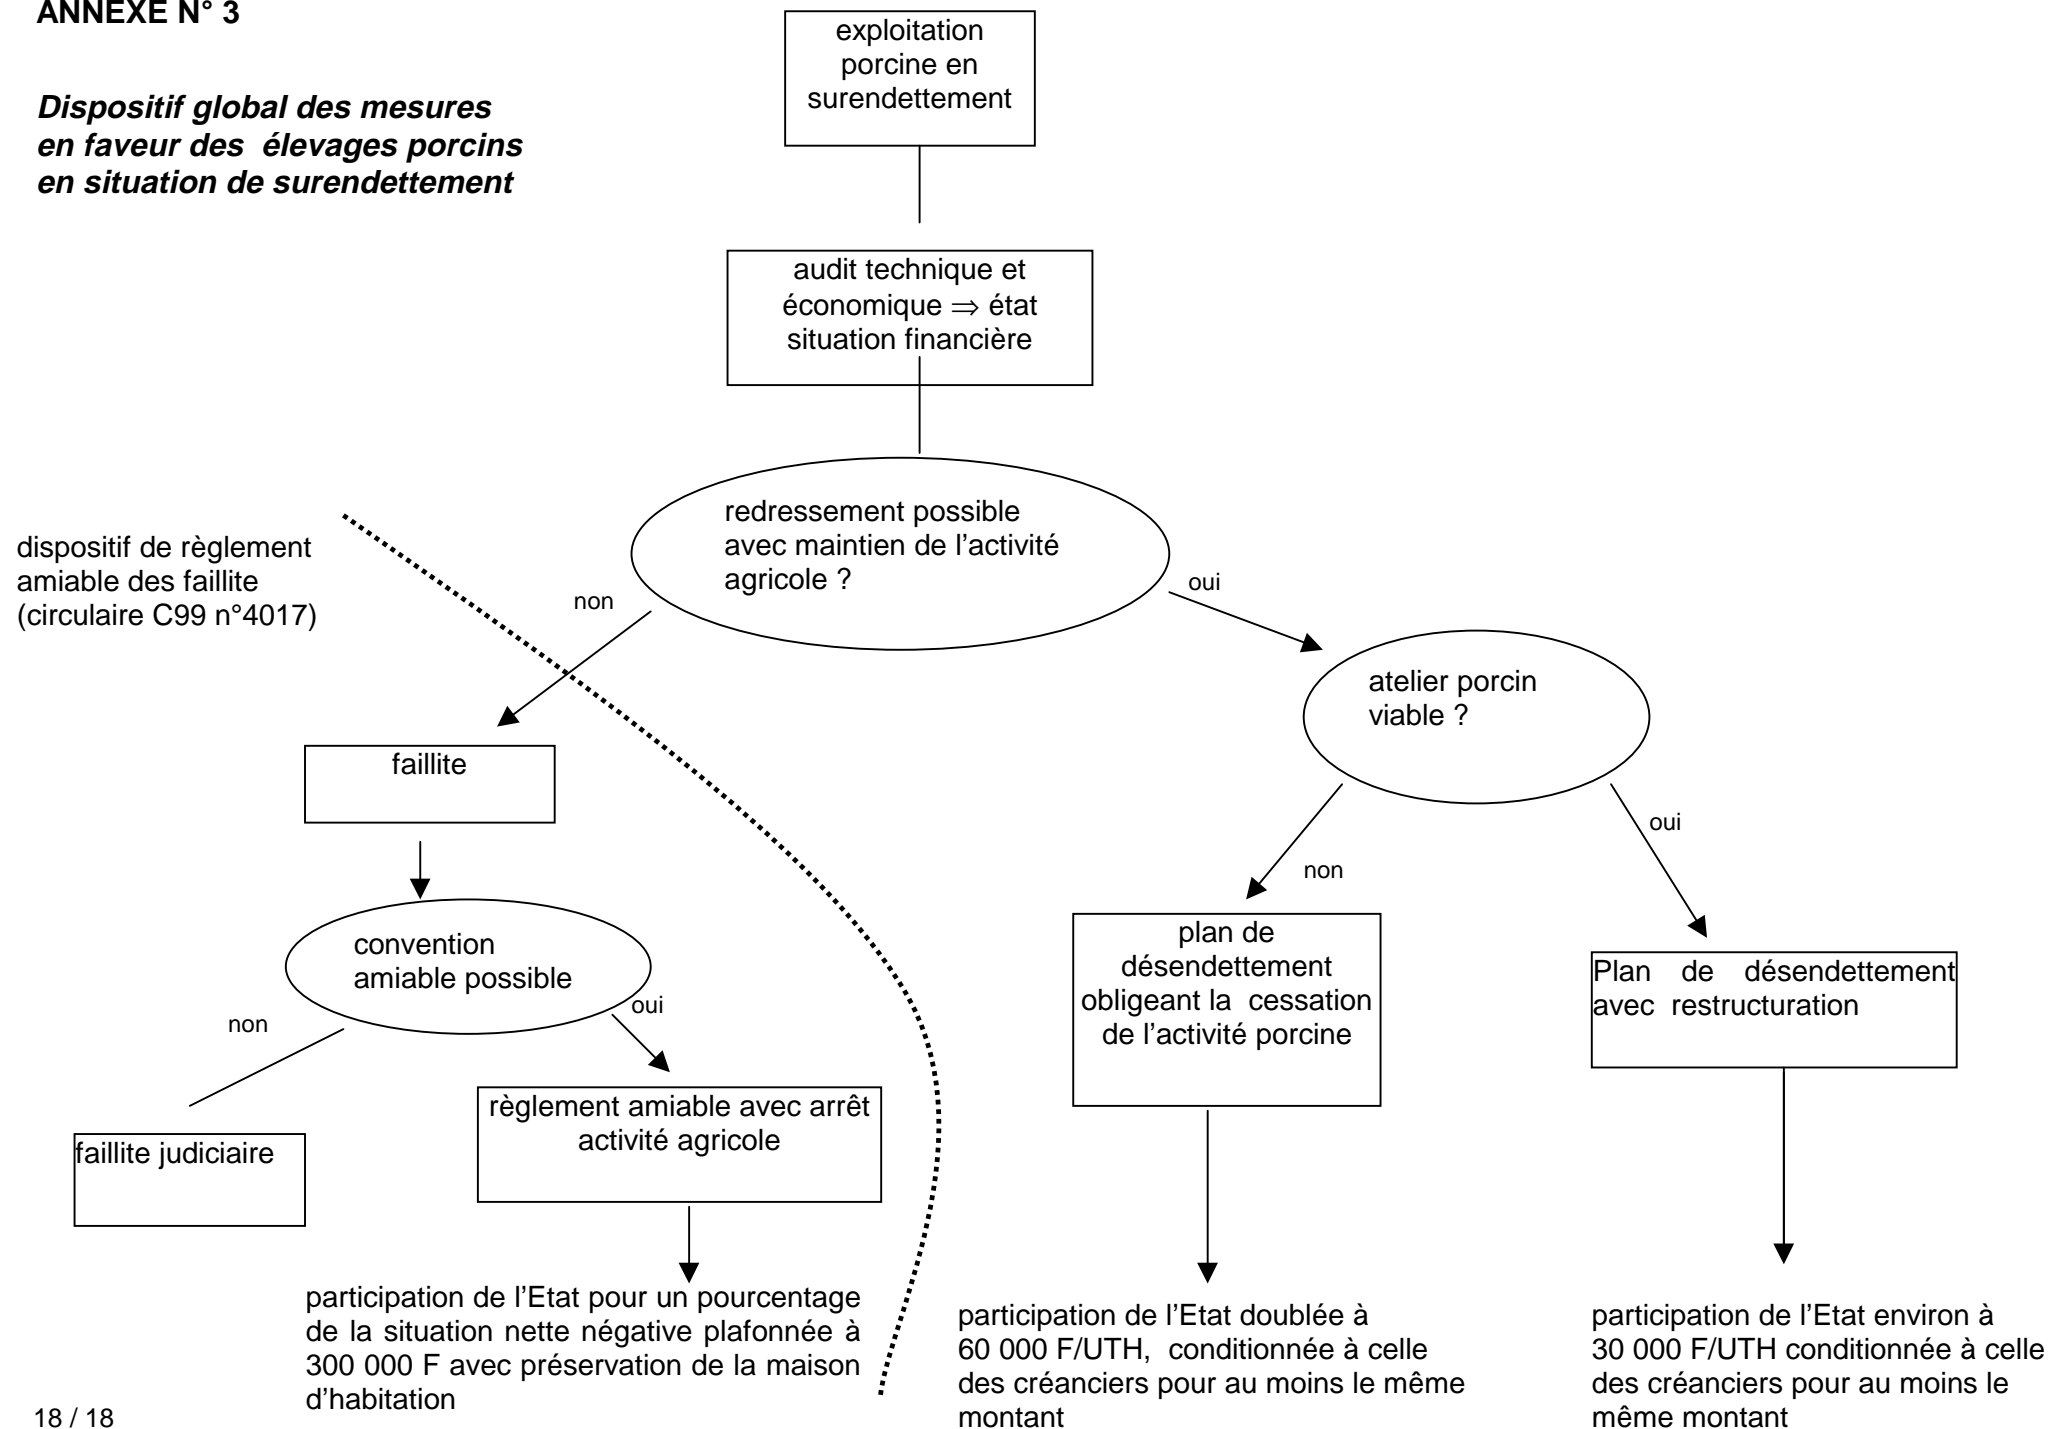 ANNEXE N° 3
Dispositif global des mesures
en faveur des élevages porcins
en situation de surendettement
exploitation
porcine en
surendettement
audit technique et
économique ⇒ état
situation financière
redressement possible
avec maintien de l'activité
agricole ?
dispositif de règlement
amiable des faillite
(circulaire C99 n°4017)
non
oui
atelier porcin
viable ?
faillite
oui
non
convention
amiable possible
non
oui
plan de
désendettement
obligeant la cessation
de l'activité porcine
Plan de désendettement
avec restructuration
faillite judiciaire
règlement amiable avec arrêt
activité agricole
participation de l'Etat pour un pourcentage
de la situation nette négative plafonnée à
300 000 F avec préservation de la maison
d'habitation
participation de l'Etat doublée à
60 000 F/UTH, conditionnée à celle
des créanciers pour au moins le même
montant
participation de l'Etat environ à
30 000 F/UTH conditionnée à celle
des créanciers pour au moins le
même montant
18 / 18